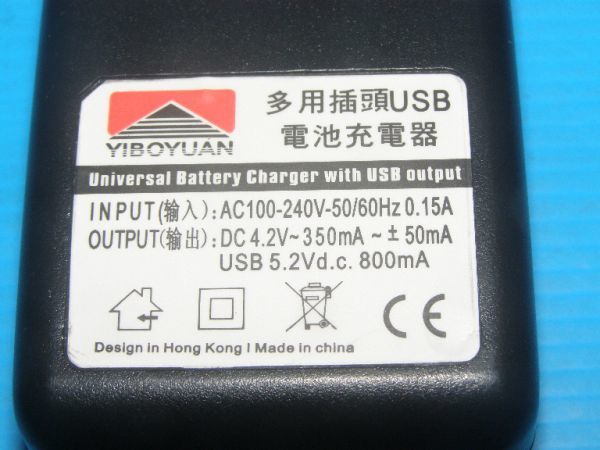 多用插頭USB
電池充電器
YIBOYUAN
Universal Battery Charger with USB output
INPUT(输入):AC100-240V-50/60Hz 0.15A
OUTPUT(输出):DC 4.2V~350mA ~ ±50mA
USB 5.2Vd.c. 800mA
CE
Design in Hong Kong I Made in china